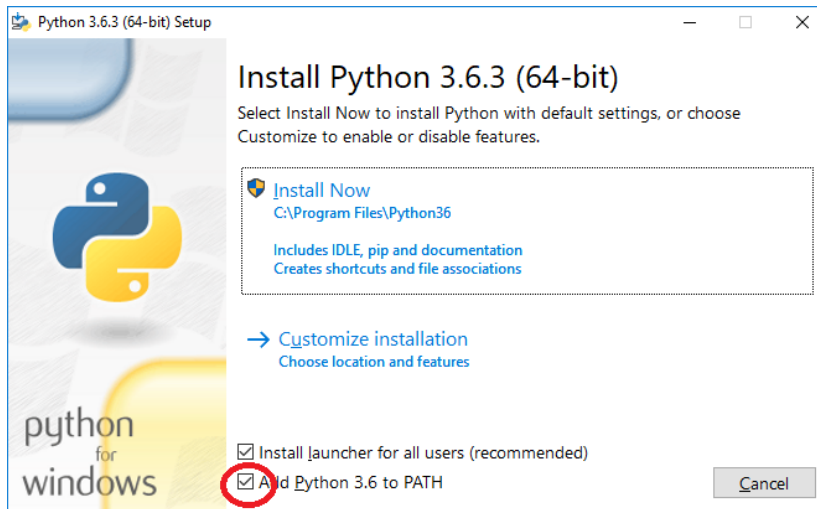 Python 3.6.3 (64-bit) Setup
Install Python 3.6.3 (64-bit)
Select Install Now to install Python with default settings, or choose
Customize to enable or disable features.
Install Now
C:\Program Files\Python36
Includes IDLE, pip and documentation
Creates shortcuts and file associations
Customize installation
Choose location and features
python
for
windows
Install launcher for all users (recommended)
Add Python 3.6 to PATH
Cancel